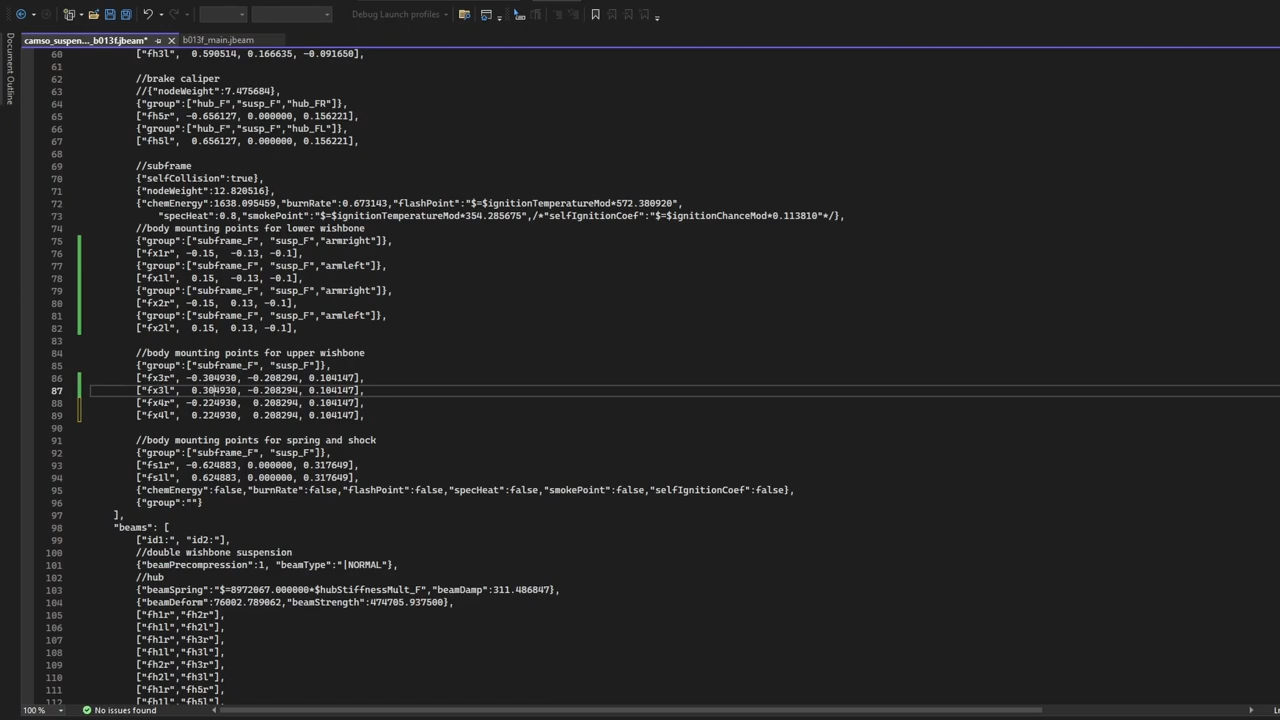 Debug Launch profiles
camso_suspen..._b013f.jbeam*
b013f_main.jbeam
Document Outline
60 ["fh3l", 0.590514, 0.166635, -0.091650],
61
62 //brake caliper
63 //{"nodeWeight":7.475684},
64 {"group":["hub_F","susp_F","hub_FR"]},
65 ["fh5r", -0.656127, 0.000000, 0.156221],
66 {"group":["hub_F","susp_F","hub_FL"]},
67 ["fh5l", 0.656127, 0.000000, 0.156221],
68
69 //subframe
70 {"selfCollision":true},
71 {"nodeWeight":12.820516},
72 {"chemEnergy":1638.095459,"burnRate":0.673143,"flashPoint":"$=$ignitionTemperatureMod*572.380920",
73 "specHeat":0.8,"smokePoint":"$=$ignitionTemperatureMod*354.285675",/*"selfIgnitionCoef":"$=$ignitionChanceMod*0.113810"*/},
74 //body mounting points for lower wishbone
75 {"group":["subframe_F", "susp_F","armright"]},
76 ["fx1r", -0.15, -0.13, -0.1],
77 {"group":["subframe_F", "susp_F","armleft"]},
78 ["fx1l", 0.15, -0.13, -0.1],
79 {"group":["subframe_F", "susp_F","armright"]},
80 ["fx2r", -0.15, 0.13, -0.1],
81 {"group":["subframe_F", "susp_F","armleft"]},
82 ["fx2l", 0.15, 0.13, -0.1],
83
84 //body mounting points for upper wishbone
85 {"group":["subframe_F", "susp_F"]},
86 ["fx3r", -0.304930, -0.208294, 0.104147],
87 ["fx3l", 0.304930, -0.208294, 0.104147],
88 ["fx4r", -0.224930, 0.208294, 0.104147],
89 ["fx4l", 0.224930, 0.208294, 0.104147],
90
91 //body mounting points for spring and shock
92 {"group":["subframe_F", "susp_F"]},
93 ["fs1r", -0.624883, 0.000000, 0.317649],
94 ["fs1l", 0.624883, 0.000000, 0.317649],
95 {"chemEnergy":false,"burnRate":false,"flashPoint":false,"specHeat":false,"smokePoint":false,"selfIgnitionCoef":false},
96 {"group":""}
97 ],
98 "beams": [
99 ["id1:", "id2:"],
100 //double wishbone suspension
101 {"beamPrecompression":1, "beamType":"|NORMAL"},
102 //hub
103 {"beamSpring":"$=8972067.000000*$hubStiffnessMult_F","beamDamp":311.486847},
104 {"beamDeform":76002.789062,"beamStrength":474705.937500},
105 ["fh1r","fh2r"],
106 ["fh1l","fh2l"],
107 ["fh1r","fh3r"],
108 ["fh1l","fh3l"],
109 ["fh2r","fh3r"],
110 ["fh2l","fh3l"],
111 ["fh1r","fh5r"],
112 ["fh1l","fh5l"],
100 % No issues found